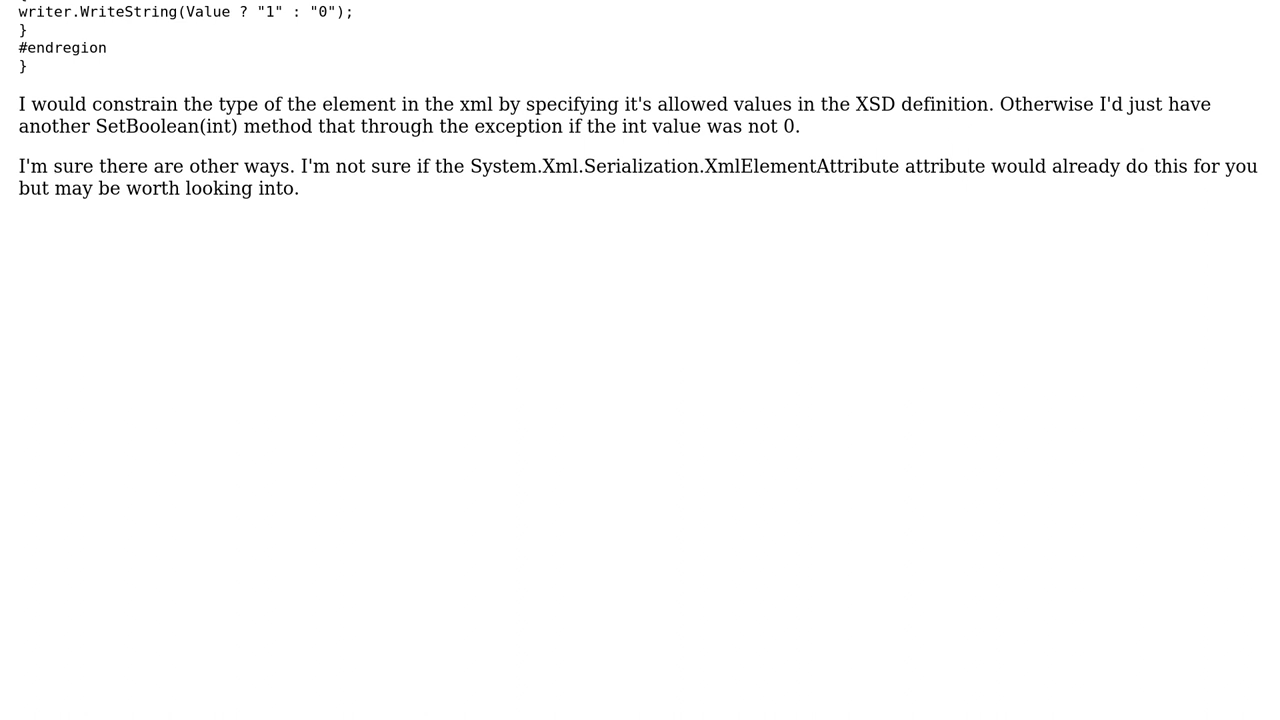 writer.WriteString(Value ? "1" : "0");
}
#endregion
}
I would constrain the type of the element in the xml by specifying it's allowed values in the XSD definition. Otherwise I'd just have
another SetBoolean(int) method that through the exception if the int value was not 0.
I'm sure there are other ways. I'm not sure if the System.Xml.Serialization.XmlElementAttribute attribute would already do this for you
but may be worth looking into.